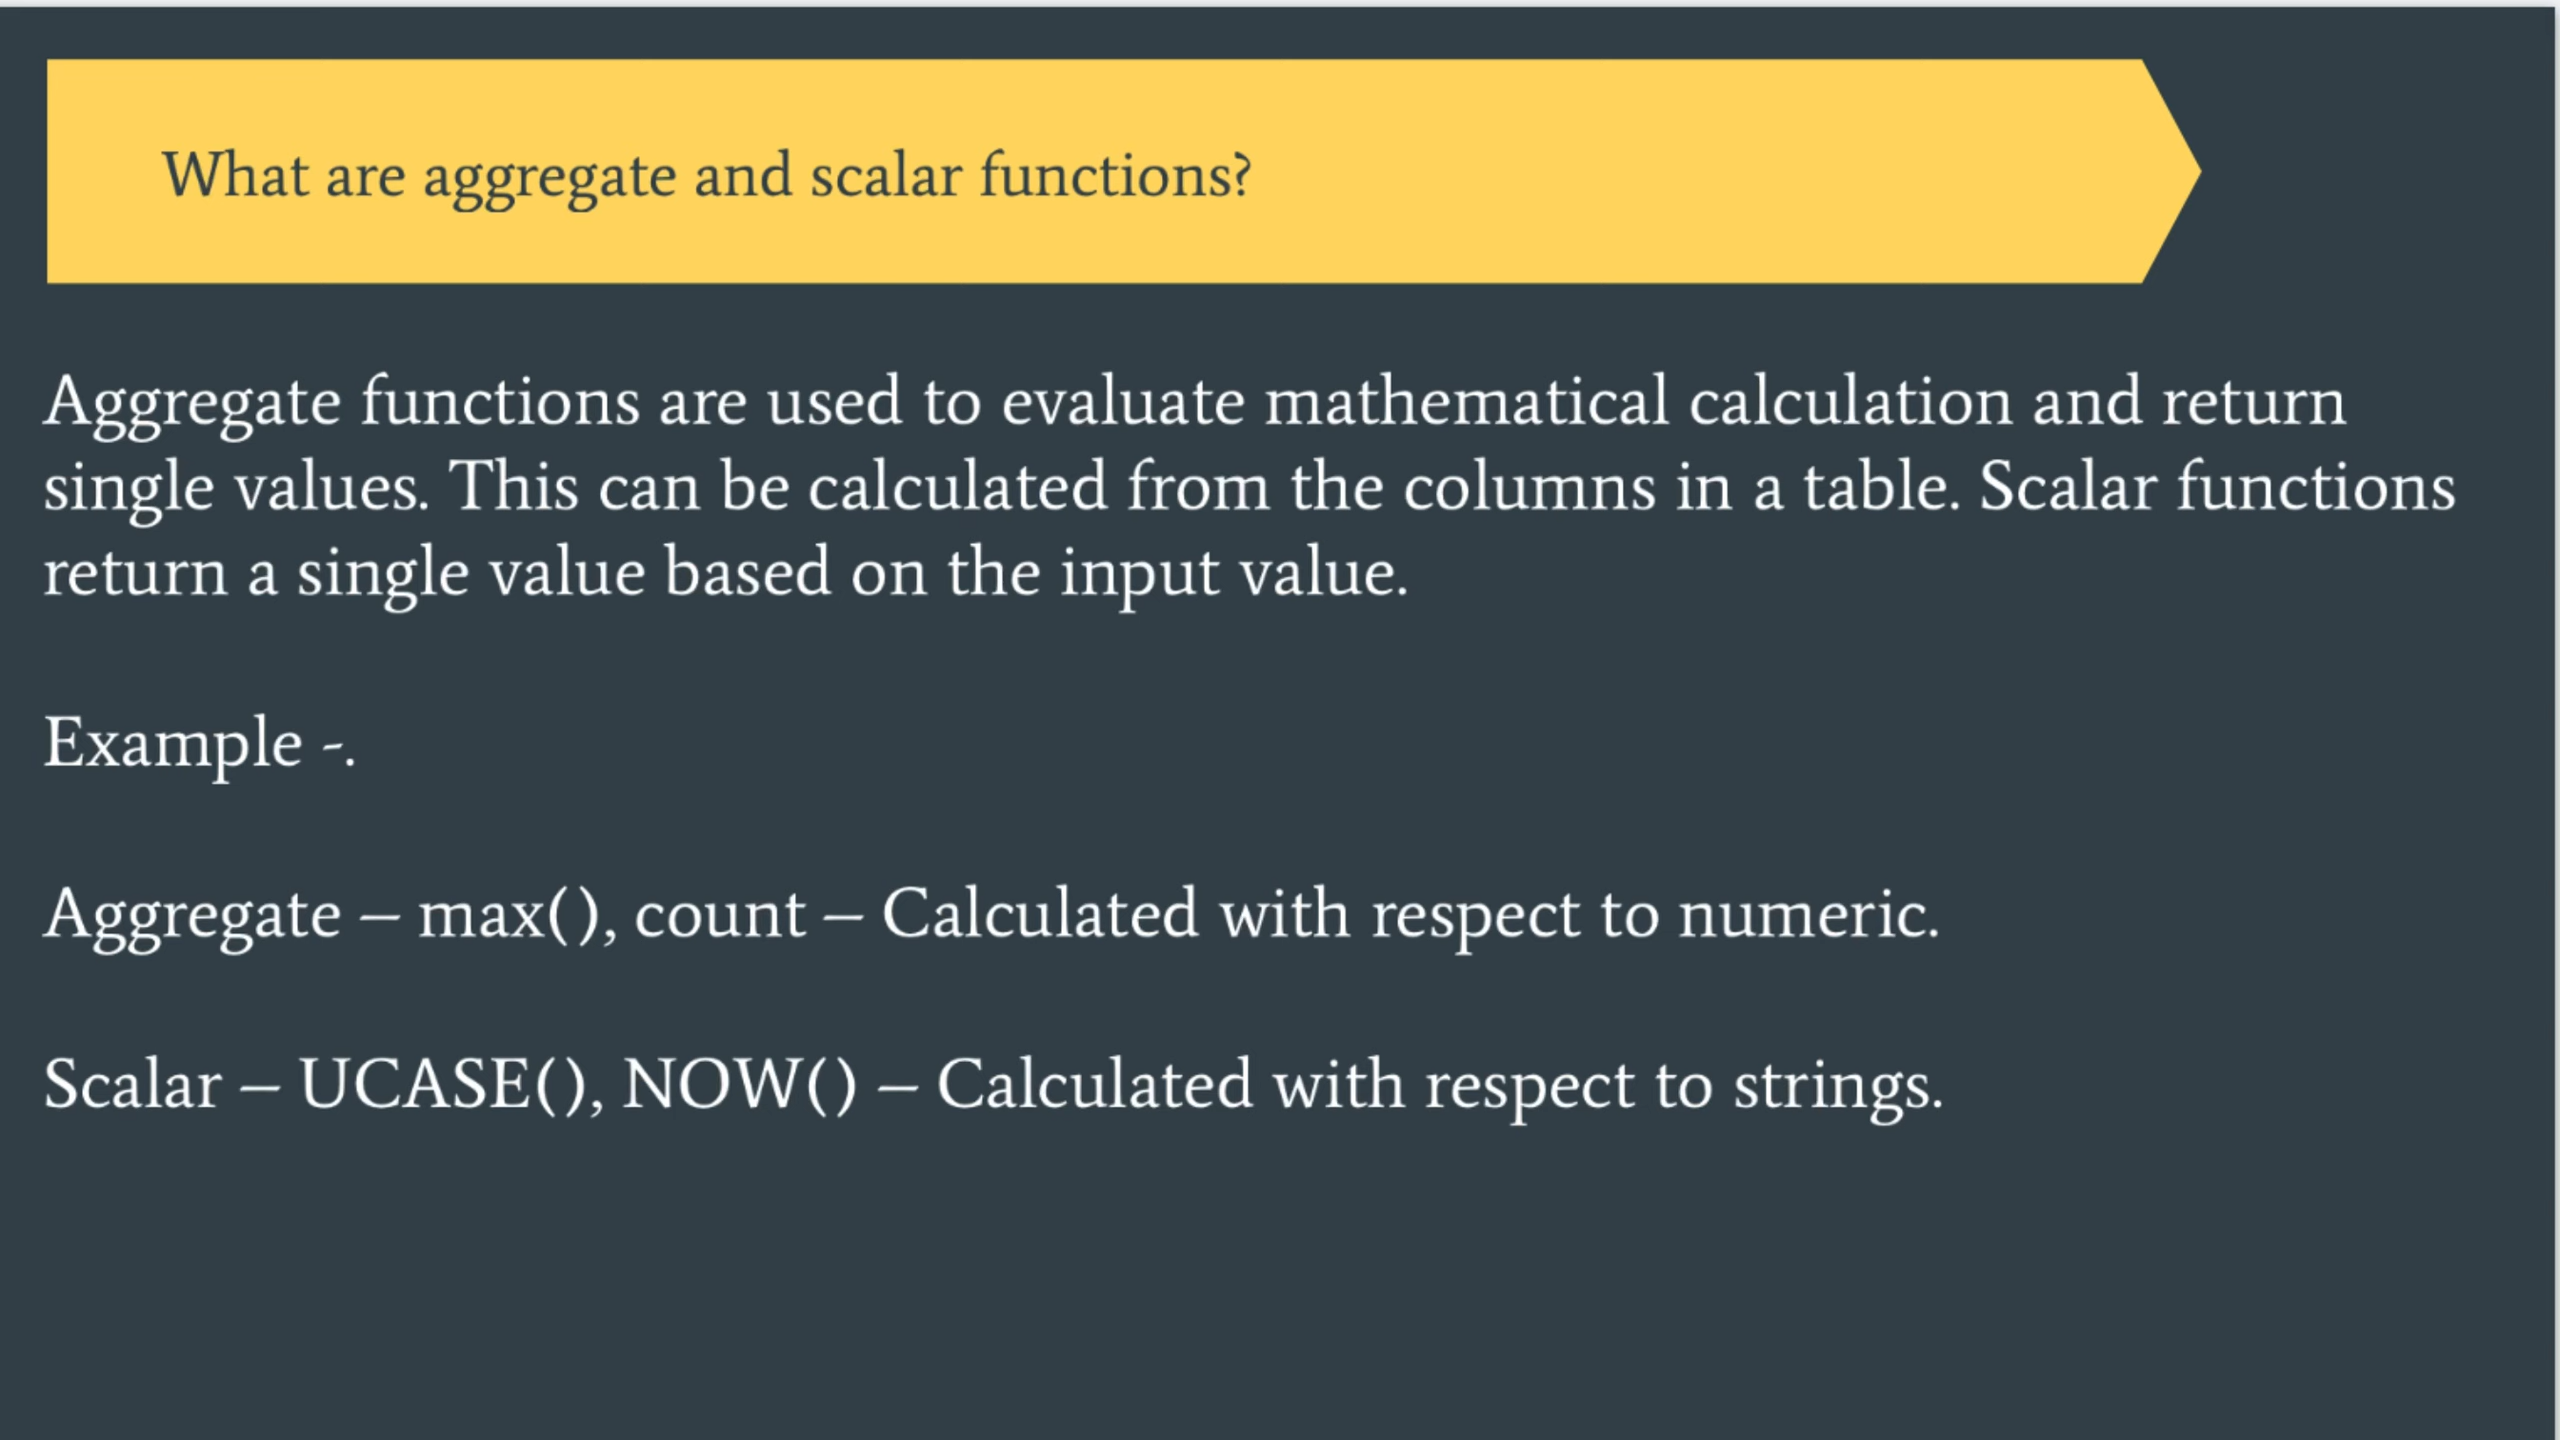 What are aggregate and scalar functions?
Aggregate functions are used to evaluate mathematical calculation and return
single values. This can be calculated from the columns in a table. Scalar functions
return a single value based on the input value.
Example -.
Aggregate – max(), count – Calculated with respect to numeric.
Scalar – UCASE(), NOW() – Calculated with respect to strings.